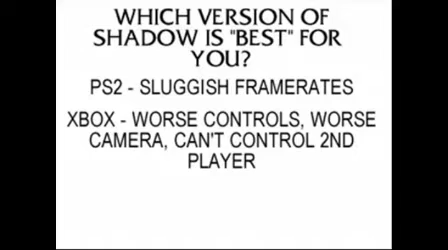 WHICH VERSION OF
SHADOW IS "BEST" FOR
YOU?
PS2 - SLUGGISH FRAMERATES
XBOX - WORSE CONTROLS, WORSE
CAMERA, CAN'T CONTROL 2ND
PLAYER